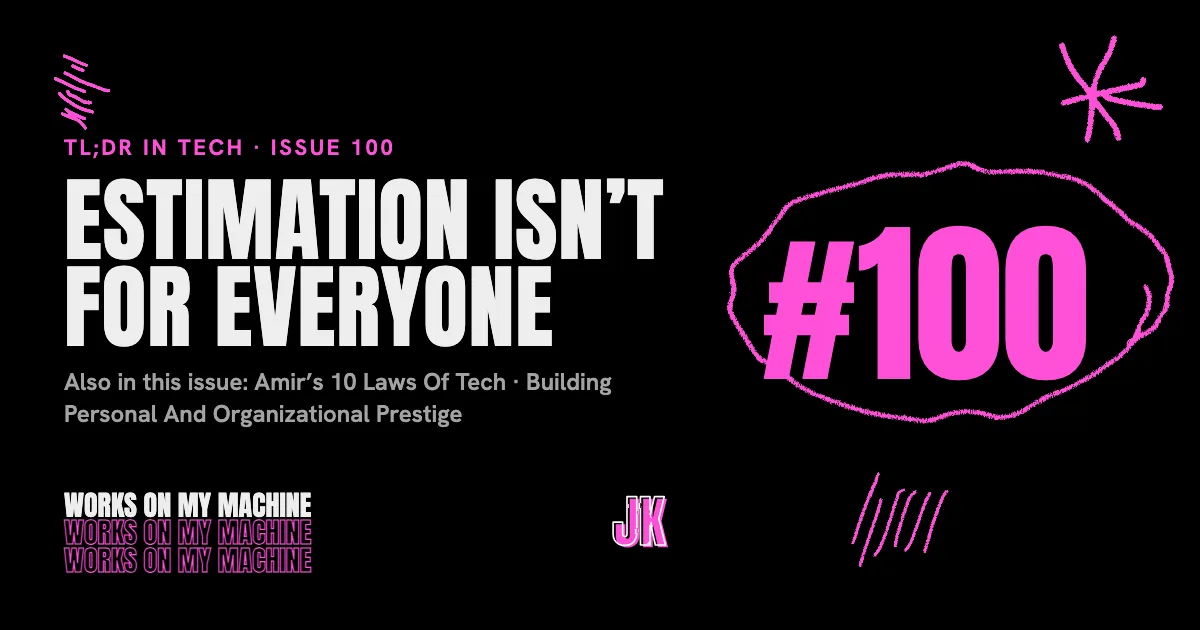 TL;DR IN TECH · ISSUE 100
ESTIMATION ISN’T
FOR EVERYONE
#100
Also in this issue: Amir’s 10 Laws Of Tech · Building
Personal And Organizational Prestige
WORKS ON MY MACHINE
WORKS ON MY MACHINE
WORKS ON MY MACHINE
JK